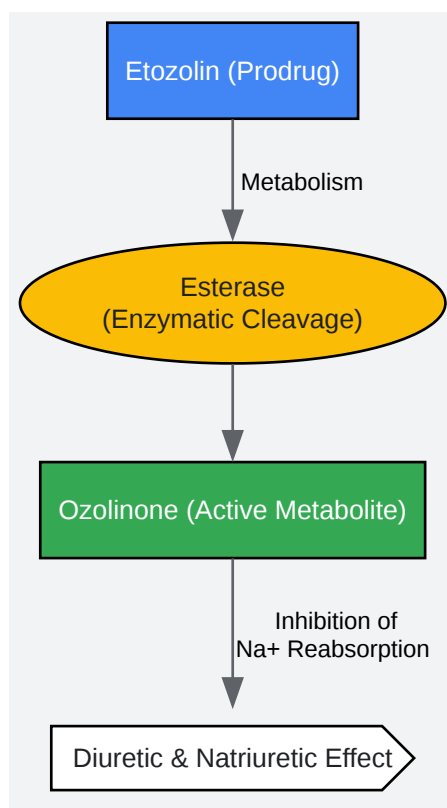 Etozolin (Prodrug)
Metabolism
Esterase
(Enzymatic Cleavage)
Ozolinone (Active Metabolite)
Inhibition of
Na+ Reabsorption
Diuretic & Natriuretic Effect